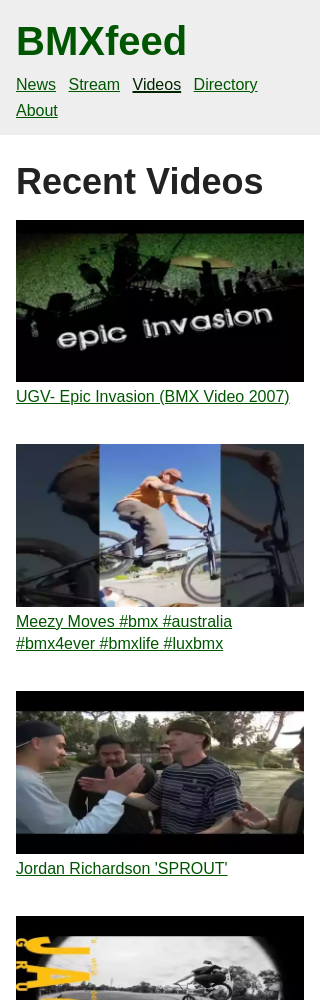 BMXfeed
News Stream Videos Directory
About
Recent Videos
epic invasion
UGV- Epic Invasion (BMX Video 2007)
Meezy Moves #bmx #australia
#bmx4ever #bmxlife #luxbmx
Jordan Richardson 'SPROUT'